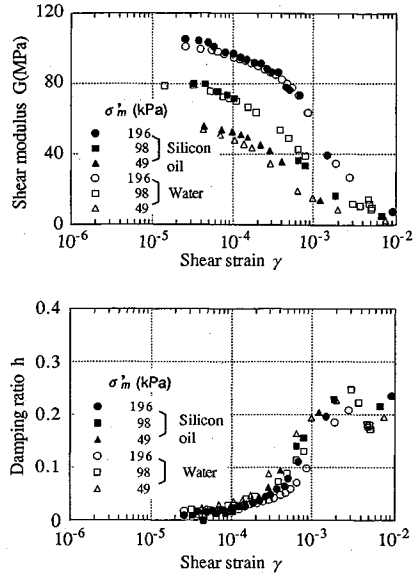 Shear modulus G(MPa)
120
80
40
0
σ'm (kPa)
● 196
■ 98
▲ 49
Silicon
oil
○ 196
□ 98
△ 49
Water
10⁻⁶ 10⁻⁵ 10⁻⁴ 10⁻³ 10⁻²
Shear strain γ
Damping ratio h
0.4
0.3
0.2
0.1
0
σ'm (kPa)
● 196
■ 98
▲ 49
Silicon
oil
○ 196
□ 98
△ 49
Water
10⁻⁶ 10⁻⁵ 10⁻⁴ 10⁻³ 10⁻²
Shear strain γ